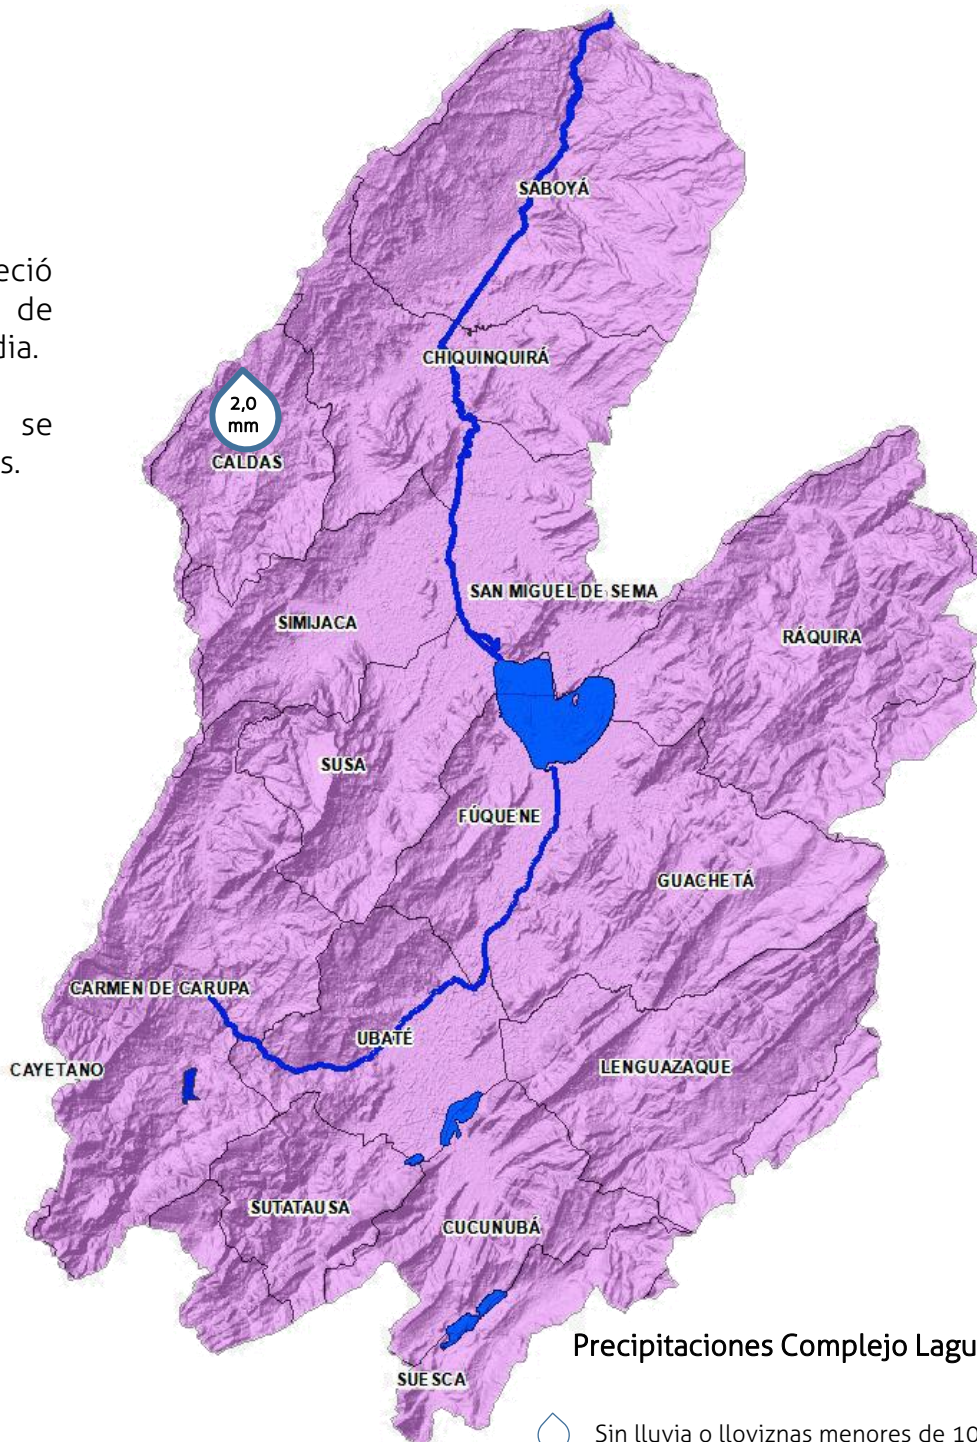 SABOYÁ
eció
de
dia.
CHIQUINQUIRÁ
2,0
mm
se
s.
CALDAS
SAN MIGUEL DE SEMA
SIMIJACA
RÁQUIRA
SUSA
FÚQUENE
GUACHETÁ
CARMEN DE CARUPA
UBATÉ
CAYETANO
LENGUAZAQUE
SUTATAUSA
CUCUNUBÁ
Precipitaciones Complejo Lagu
SUESCA
Sin lluvia o lloviznas menores de 10